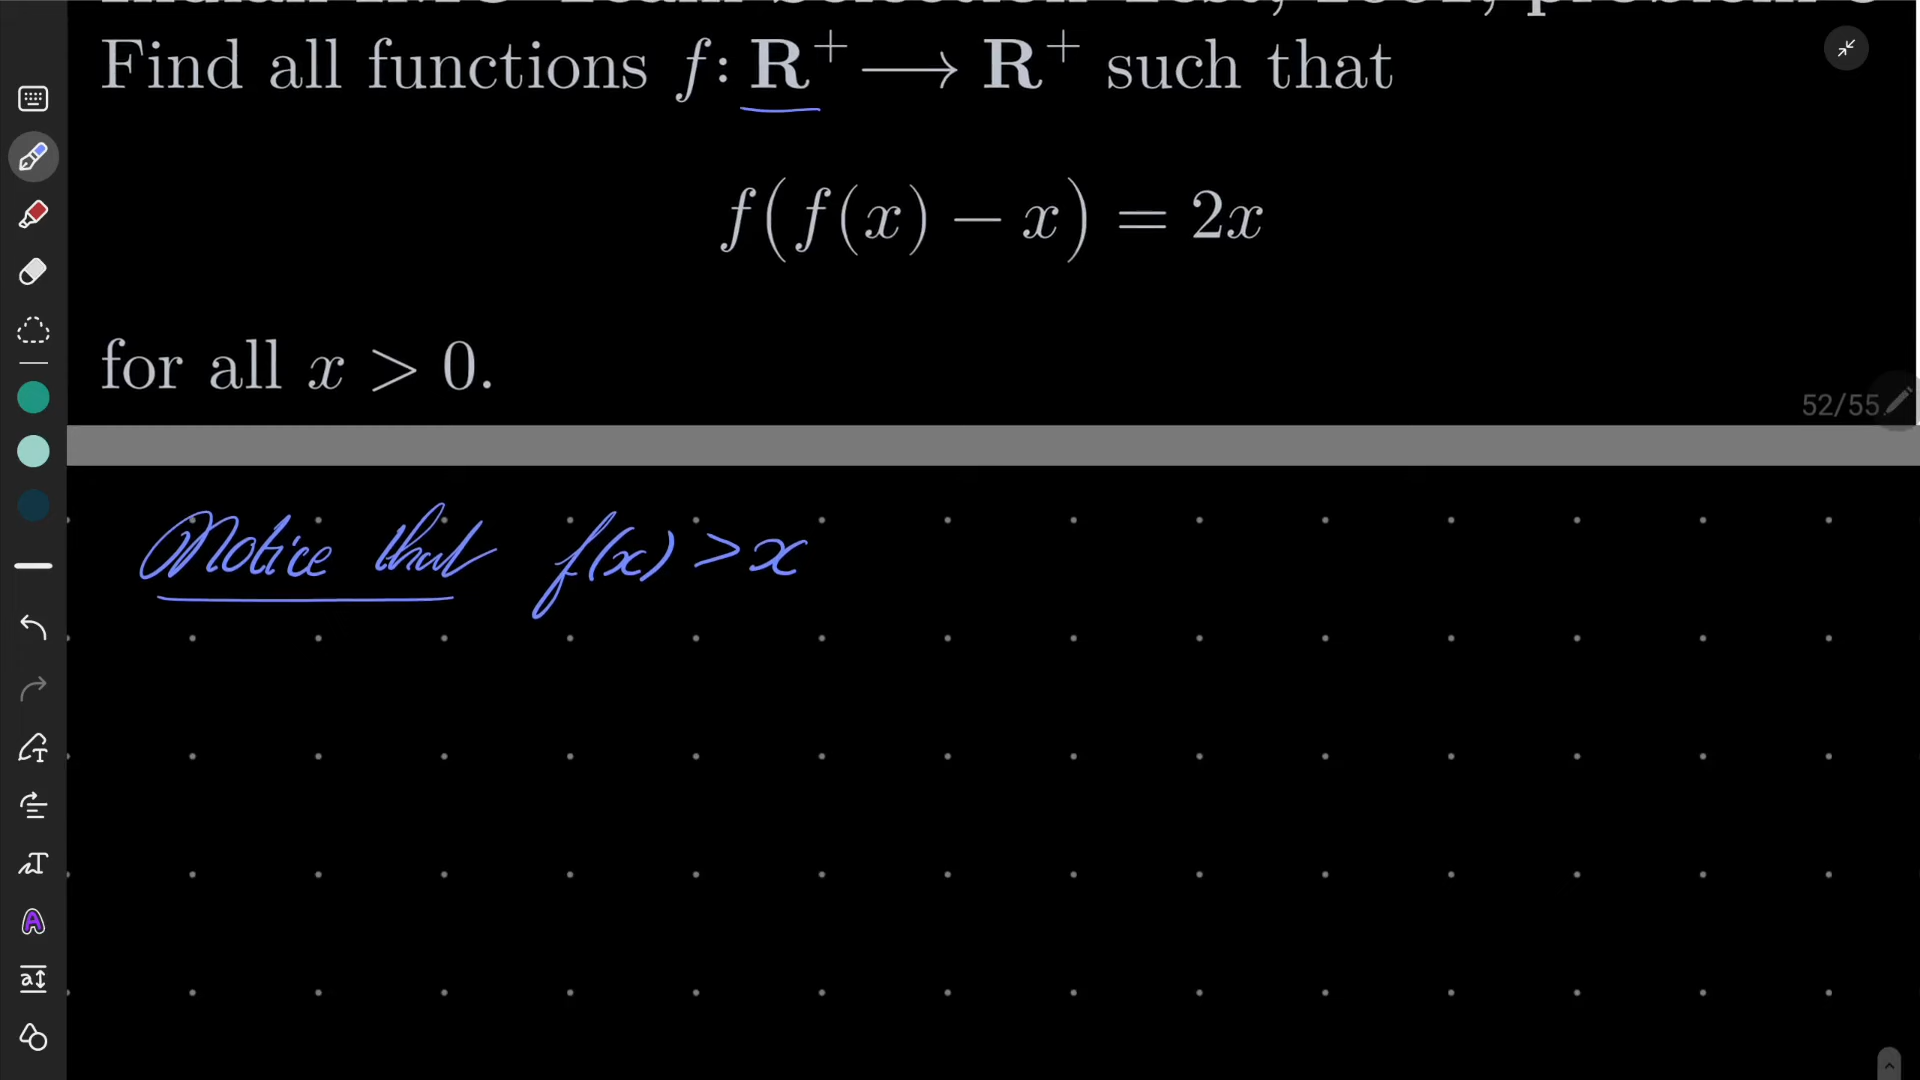 Find all functions f: R⁺ ⟶ R⁺ such that
f(f(x) − x) = 2x
for all x > 0.
52/55
Notice that f(x) > x